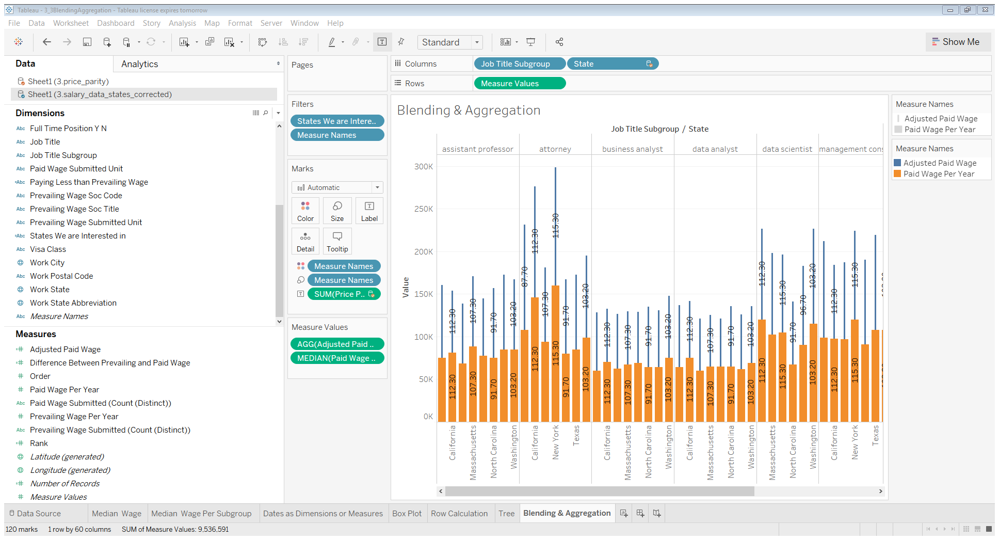 Tableau - 3_3BlendingAggregation - Tableau license expires tomorrow
File Data Worksheet Dashboard Story Analysis Map Format Server Window Help
Standard
Show Me
Data
Analytics
Sheet1 (3.price_parity)
Sheet1 (3.salary_data_states_corrected)
Dimensions
Abc Full Time Position Y N
Abc Job Title
Abc Job Title Subgroup
Abc Paid Wage Submitted Unit
=Abc Paying Less than Prevailing Wage
Abc Prevailing Wage Soc Code
Abc Prevailing Wage Soc Title
Abc Prevailing Wage Submitted Unit
=Abc States We are Interested in
Abc Visa Class
Work City
Abc Work Postal Code
Work State
Work State Abbreviation
Abc Measure Names
Measures
=# Adjusted Paid Wage
=# Difference Between Prevailing and Paid Wage
# Order
# Paid Wage Per Year
Abc Paid Wage Submitted (Count (Distinct))
# Prevailing Wage Per Year
Abc Prevailing Wage Submitted (Count (Distinct))
=# Rank
Latitude (generated)
Longitude (generated)
=# Number of Records
# Measure Values
Pages
Filters
States We are Intere..
Measure Names
Marks
Automatic
Color Size Label
Detail Tooltip
Measure Names
Measure Names
SUM(Price P..
Measure Values
AGG(Adjusted Paid ..
MEDIAN(Paid Wage ..
Columns Job Title Subgroup State
Rows Measure Values
Blending & Aggregation
Job Title Subgroup / State
assistant professor attorney business analyst data analyst data scientist management cons
Value
300K
250K
200K
150K
100K
50K
0K
112.30 107.30 91.70 103.20 87.70 112.30 107.30 115.30 91.70 103.20 112.30 107.30 91.70 103.20 112.30 107.30 91.70 103.20 112.30 115.30 91.70 96.70 103.20 112.30 115.30
112.30 107.30 91.70 103.20 112.30 115.30 91.70 103.20 112.30 107.30 91.70 103.20 112.30 107.30 91.70 103.20 112.30 115.30 103.20 112.30 115.30
California Massachusetts North Carolina Washington California New York Texas California Massachusetts North Carolina Washington California Massachusetts North Carolina Washington Massachusetts North Carolina Washington California New York Texas
Measure Names
Adjusted Paid Wage
Paid Wage Per Year
Measure Names
Adjusted Paid Wage
Paid Wage Per Year
Data Source Median Wage Median Wage Per Subgroup Dates as Dimensions or Measures Box Plot Row Calculation Tree Blending & Aggregation
120 marks 1 row by 60 columns SUM of Measure Values: 9,536,591